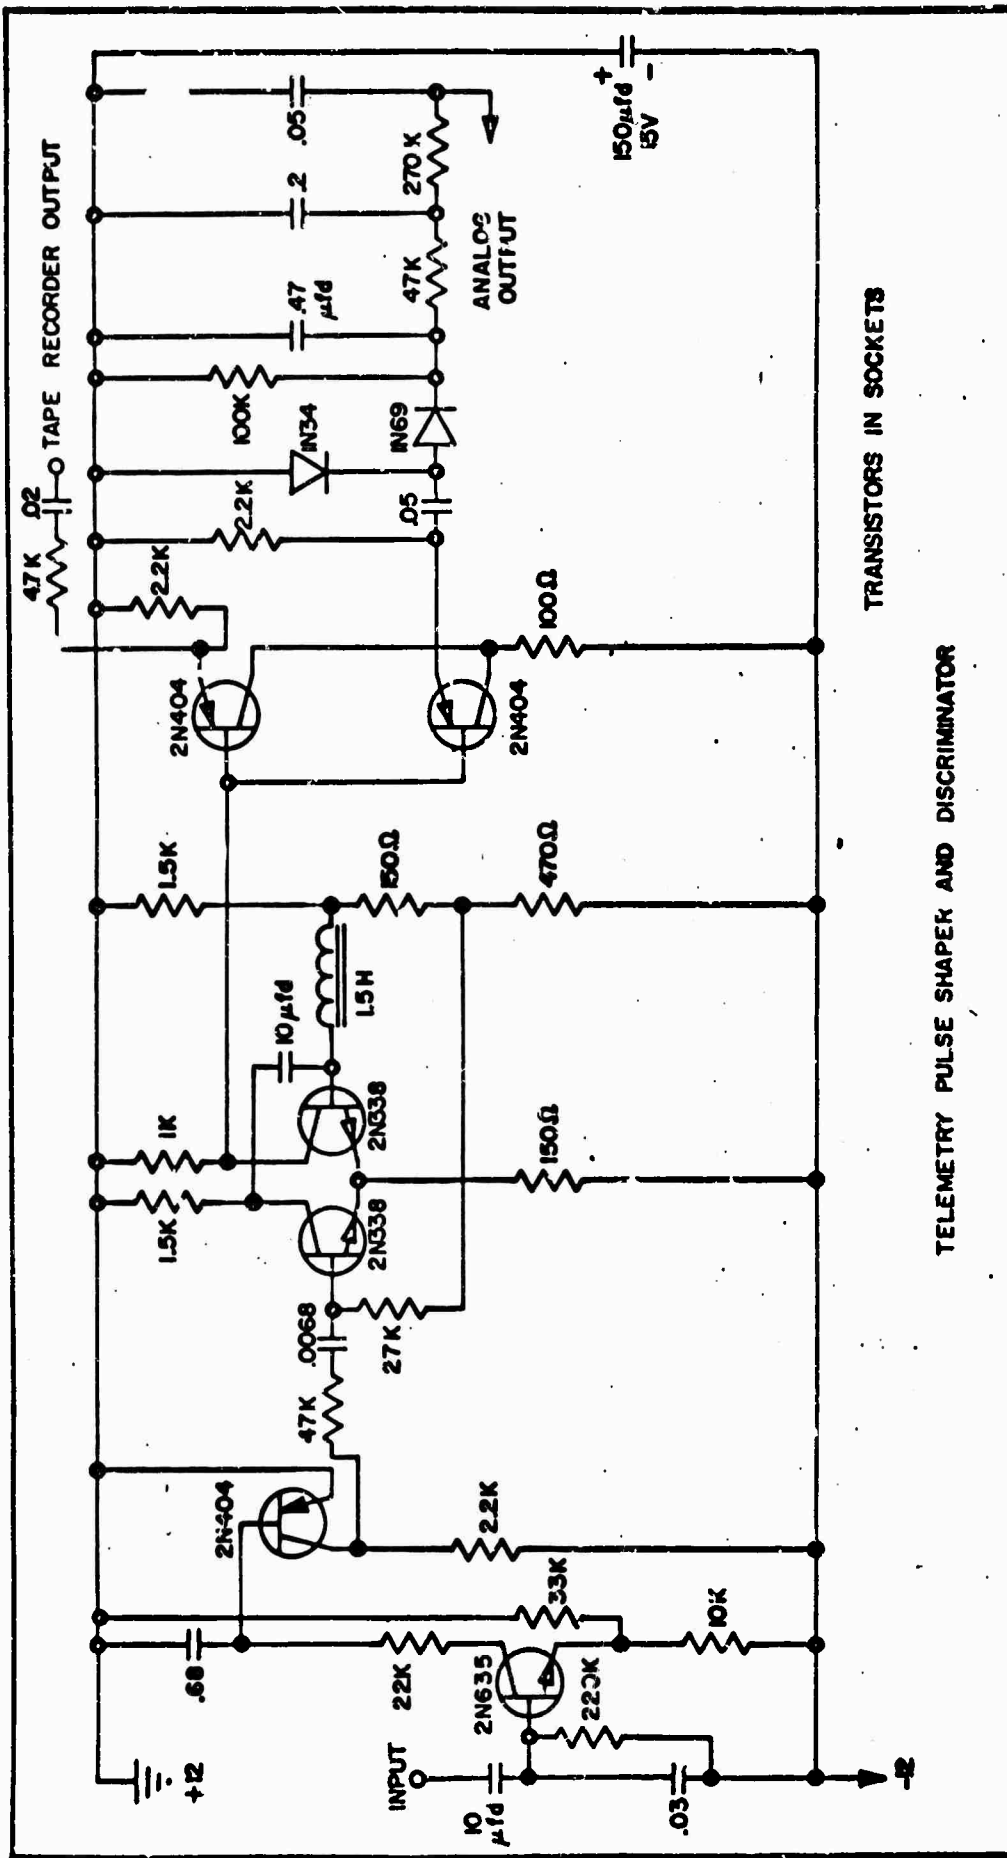 +12
.68
INPUT
10
µfd
.03
-12
22K
2N635
220K
33K
10K
2N404
2.2K
47K
.0068
27K
1.5K
1K
2N338
2N338
10µfd
1.5H
150Ω
1.5K
150Ω
470Ω
2N404
2N404
100Ω
4.7K
.02
TAPE RECORDER OUTPUT
2.2K
2.2K
.05
1N34
1N69
100K
.47
µfd
47K
.2
270K
.05
ANALOG
OUTPUT
150µfd
15V
+
-
TRANSISTORS IN SOCKETS
TELEMETRY PULSE SHAPER AND DISCRIMINATOR